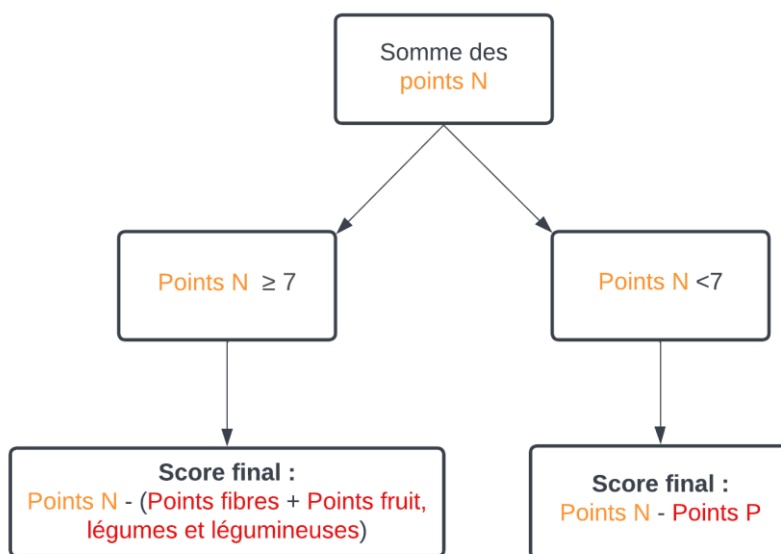 Somme des
points N
Points N ≥ 7
Points N <7
Score final :
Points N - (Points fibres + Points fruit,
légumes et légumineuses)
Score final :
Points N - Points P